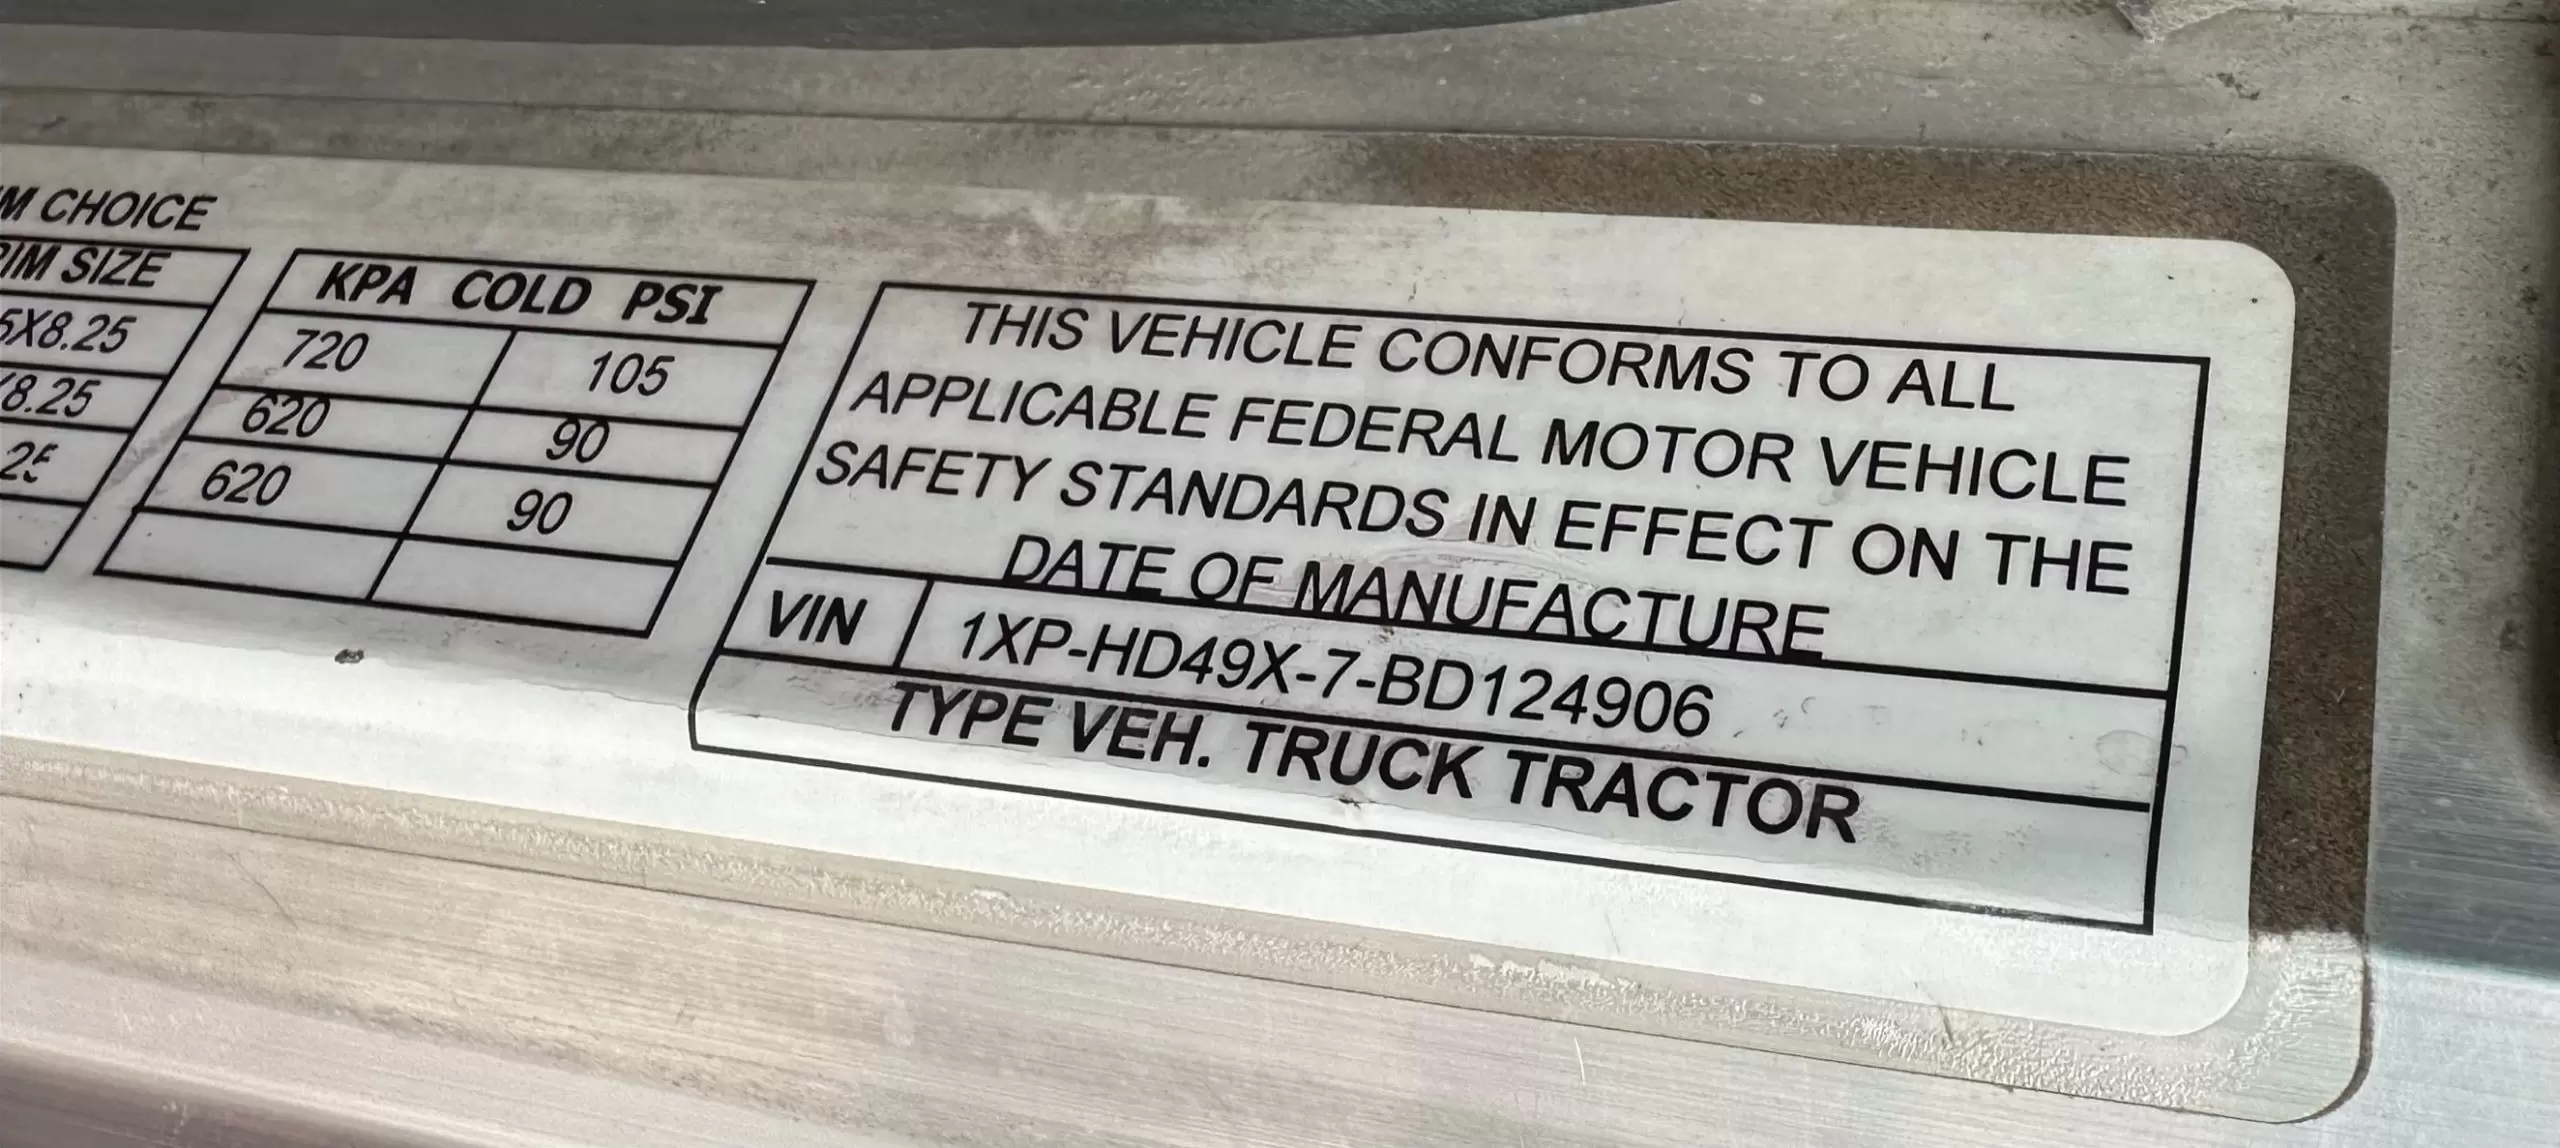 M CHOICE
RIM SIZE
5X8.25
X8.25
.25
KPA COLD PSI
720 105
620 90
620 90
THIS VEHICLE CONFORMS TO ALL
APPLICABLE FEDERAL MOTOR VEHICLE
SAFETY STANDARDS IN EFFECT ON THE
DATE OF MANUFACTURE
VIN 1XP-HD49X-7-BD124906
TYPE VEH. TRUCK TRACTOR